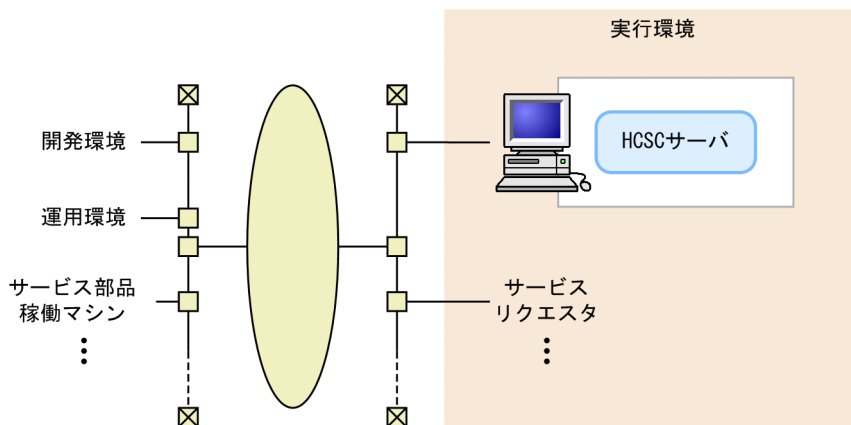 実行環境
開発環境
HCSCサーバ
運用環境
サービス部品
稼働マシン
サービス
リクエスタ